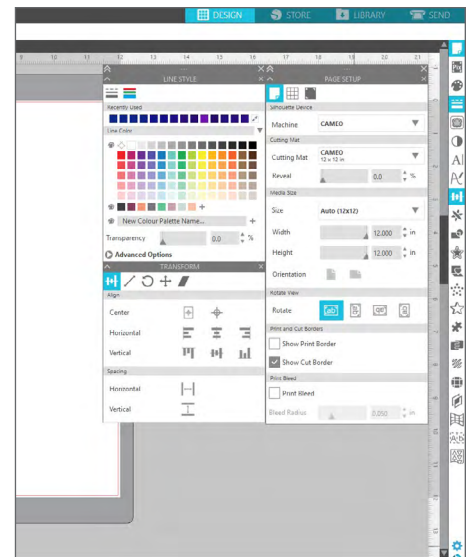 DESIGN STORE LIBRARY SEND
9 10 11 12 13 14 15 16 17 18 19 20 21
LINE STYLE
Recently Used
Line Color
New Colour Palette Name... +
Transparency 0.0 %
Advanced Options
TRANSFORM
Align
Center
Horizontal
Vertical
Spacing
Horizontal
Vertical
PAGE SETUP
Silhouette Device
Machine CAMEO
Cutting Mat
Cutting Mat CAMEO
12 x 12 in
Reveal 0.0 %
Media Size
Size Auto (12x12)
Width 12.000 in
Height 12.000 in
Orientation
Rotate View
Rotate
Print and Cut Borders
Show Print Border
Show Cut Border
Print Bleed
Print Bleed
Bleed Radius 0.050 in